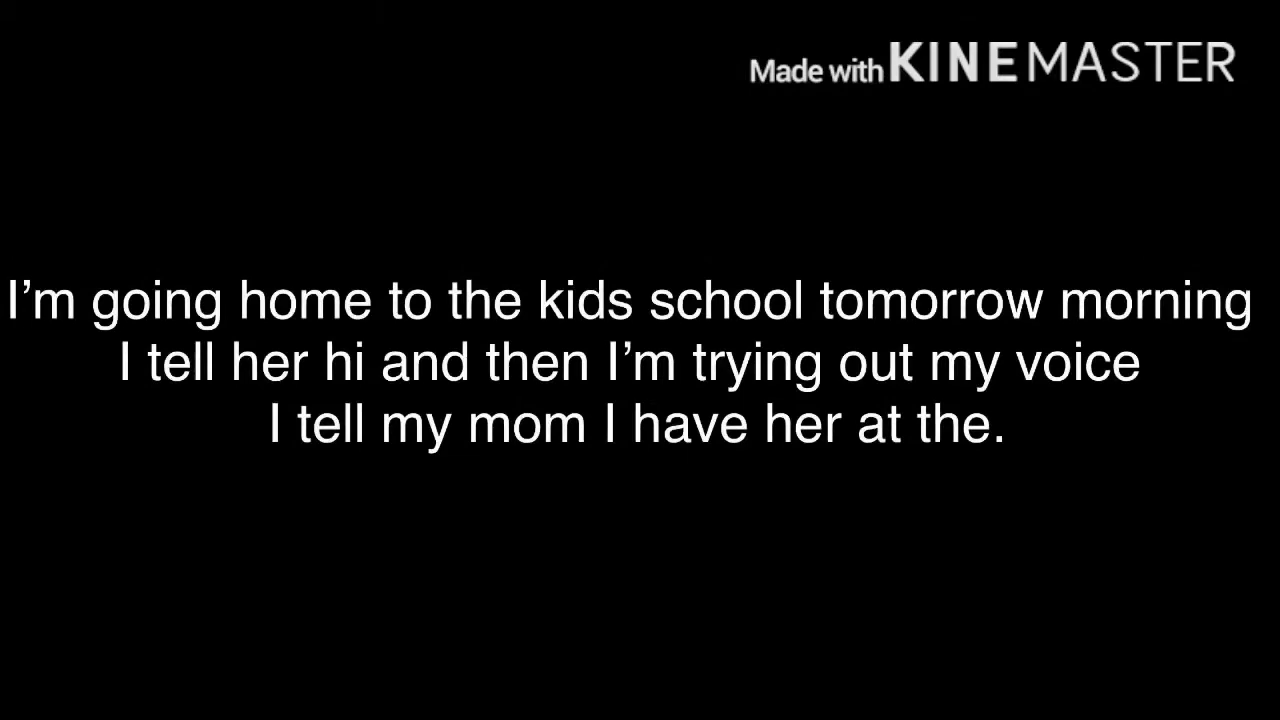 Made with KINEMASTER
I’m going home to the kids school tomorrow morning
I tell her hi and then I’m trying out my voice
I tell my mom I have her at the.